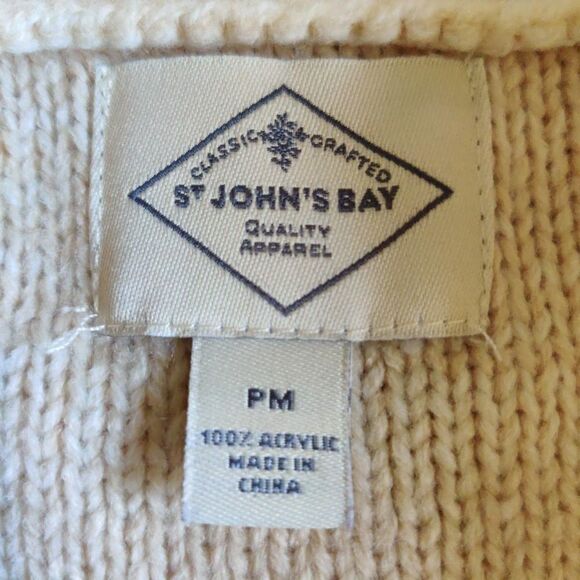 CLASSIC CRAFTED
ST JOHN'S BAY
QUALITY
APPAREL
PM
100% ACRYLIC
MADE IN
CHINA